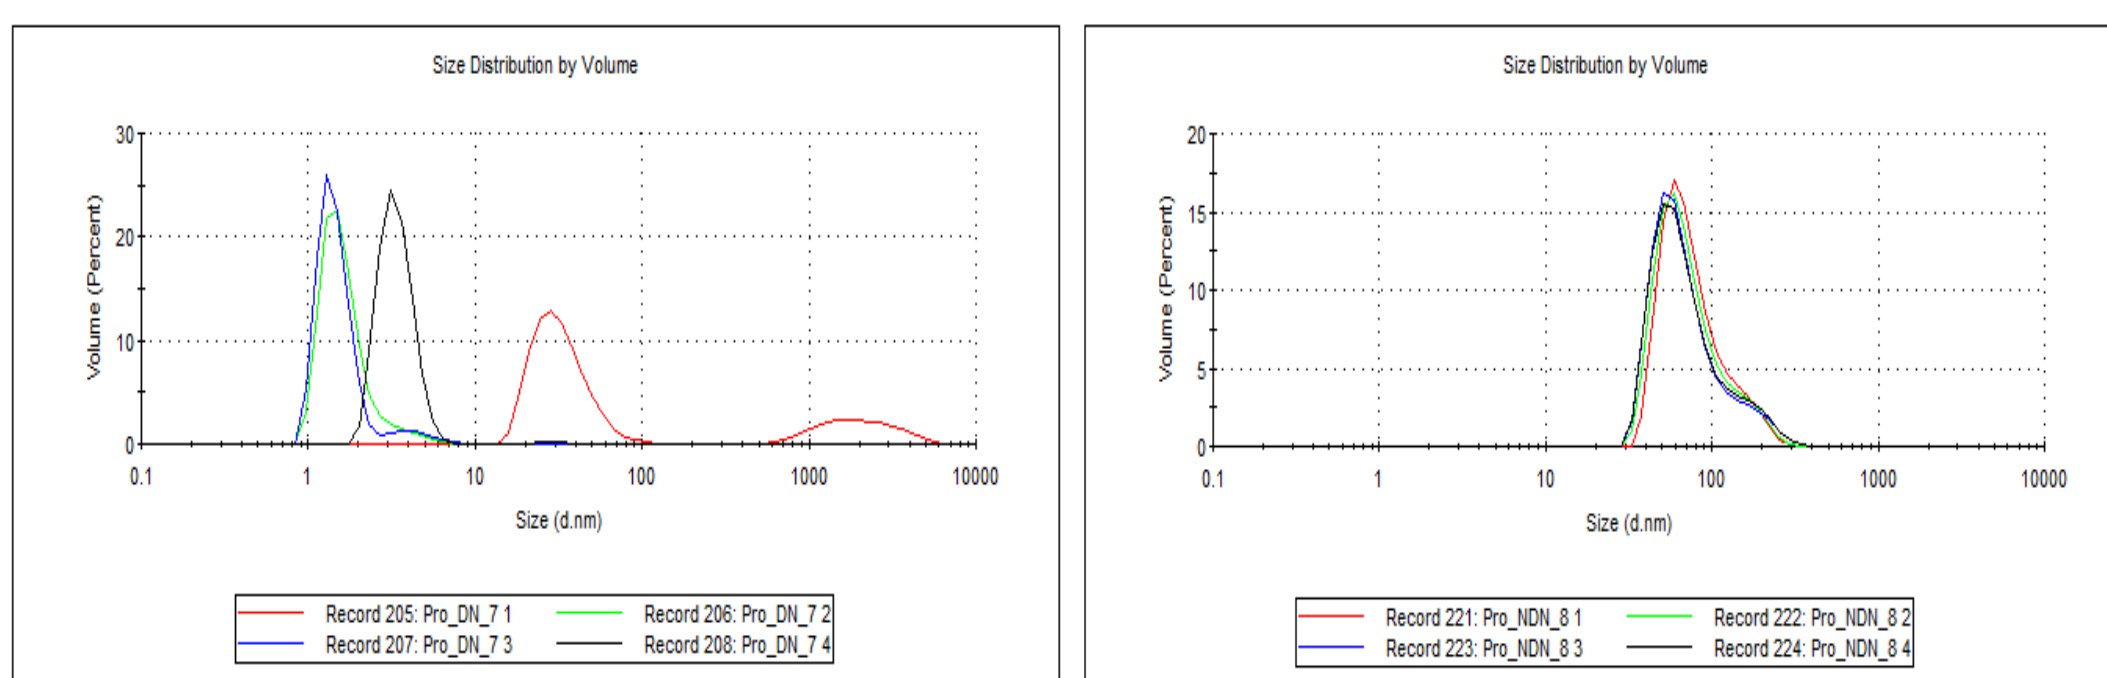 Size Distribution by Volume
30
20
10
0
Volume (Percent)
0.1 1 10 100 1000 10000
Size (d.nm)
Record 205: Pro_DN_7 1 Record 206: Pro_DN_7 2
Record 207: Pro_DN_7 3 Record 208: Pro_DN_7 4
Size Distribution by Volume
20
15
10
5
0
Volume (Percent)
0.1 1 10 100 1000 10000
Size (d.nm)
Record 221: Pro_NDN_8 1 Record 222: Pro_NDN_8 2
Record 223: Pro_NDN_8 3 Record 224: Pro_NDN_8 4